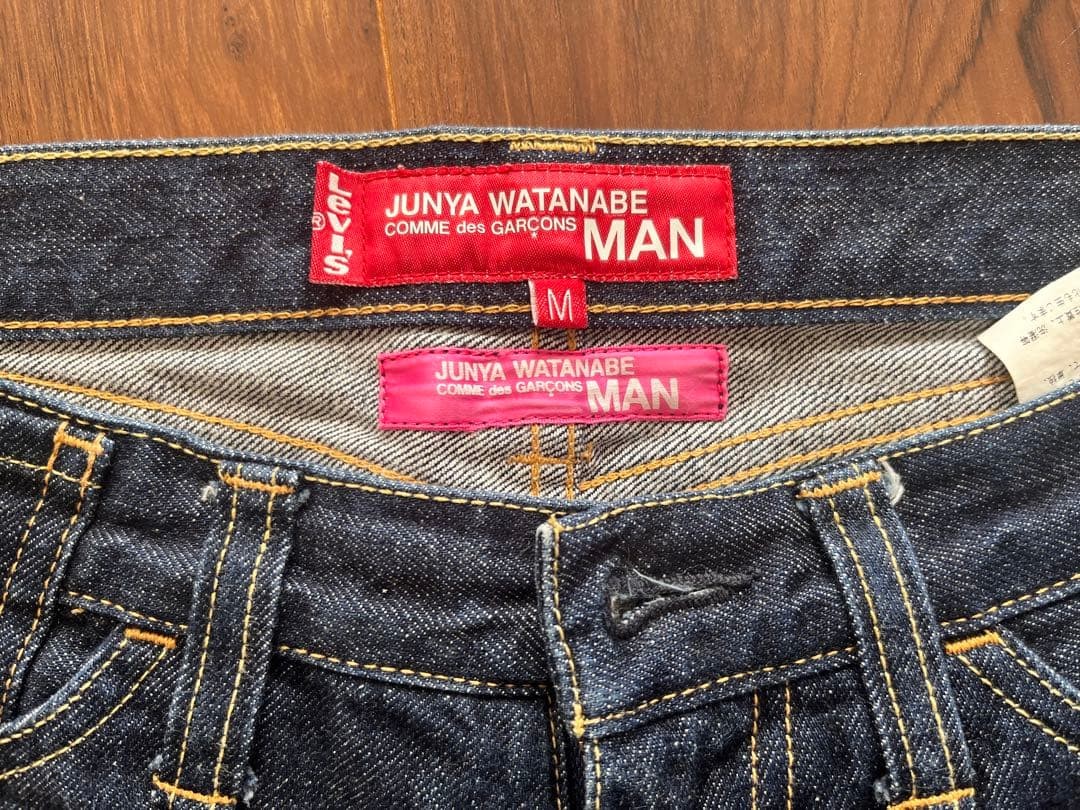 LEVI'S
®
JUNYA WATANABE
COMME des GARÇONS MAN
M
JUNYA WATANABE
COMME des GARÇONS MAN